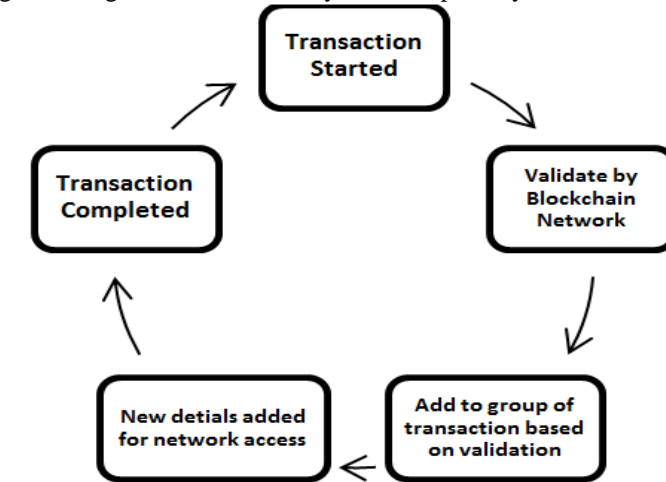 Transaction
Started
Validate by
Blockchain
Network
Add to group of
transaction based
on validation
New detials added
for network access
Transaction
Completed